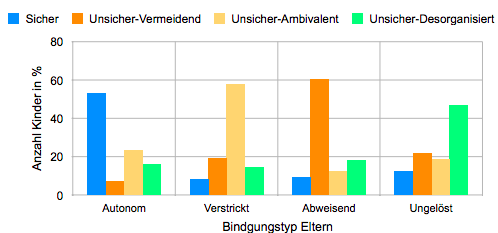 Sicher Unsicher-Vermeidend Unsicher-Ambivalent Unsicher-Desorganisiert
80
60
40
20
0
Anzahl Kinder in %
Autonom Verstrickt Abweisend Ungelöst
Bindungstyp Eltern